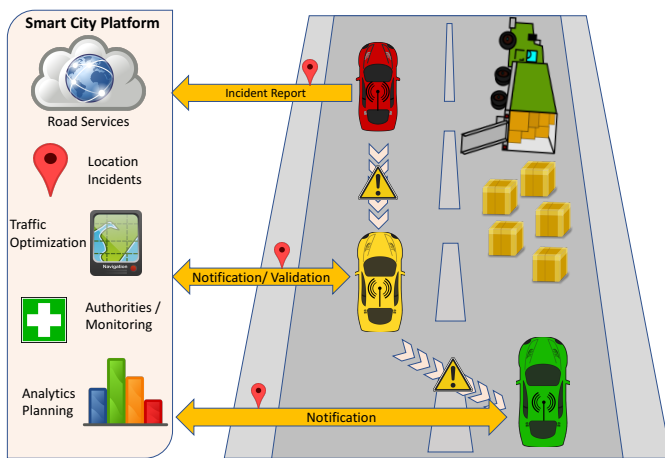 Smart City Platform
Road Services
Location
Incidents
Traffic
Optimization
Navigation
Authorities /
Monitoring
Analytics
Planning
Incident Report
Notification/ Validation
Notification